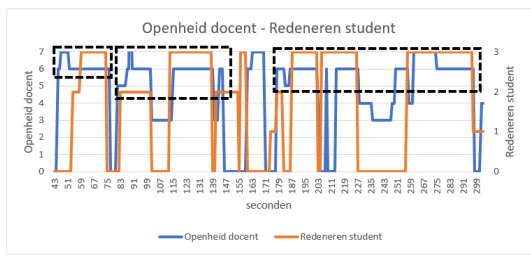 Openheid docent - Redeneren student
Openheid docent
7
6
5
4
3
2
1
0
3
2
1
0
Redeneren student
43 51 59 67 75 83 91 99 107 115 123 131 139 147 155 163 171 179 187 195 203 211 219 227 235 243 251 259 267 275 283 291 299
seconden
Openheid docent Redeneren student